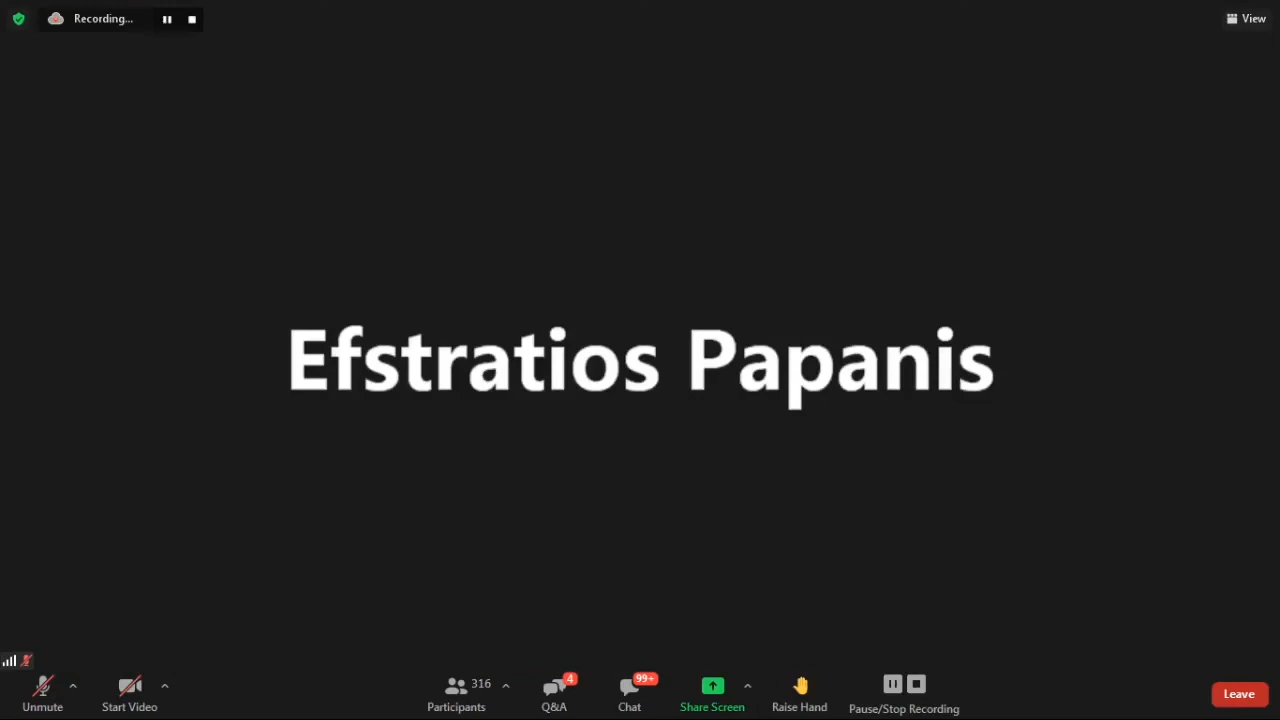 Recording...
View
Efstratios Papanis
316
4
99+
Unmute
Start Video
Participants
Q&A
Chat
Share Screen
Raise Hand
Pause/Stop Recording
Leave